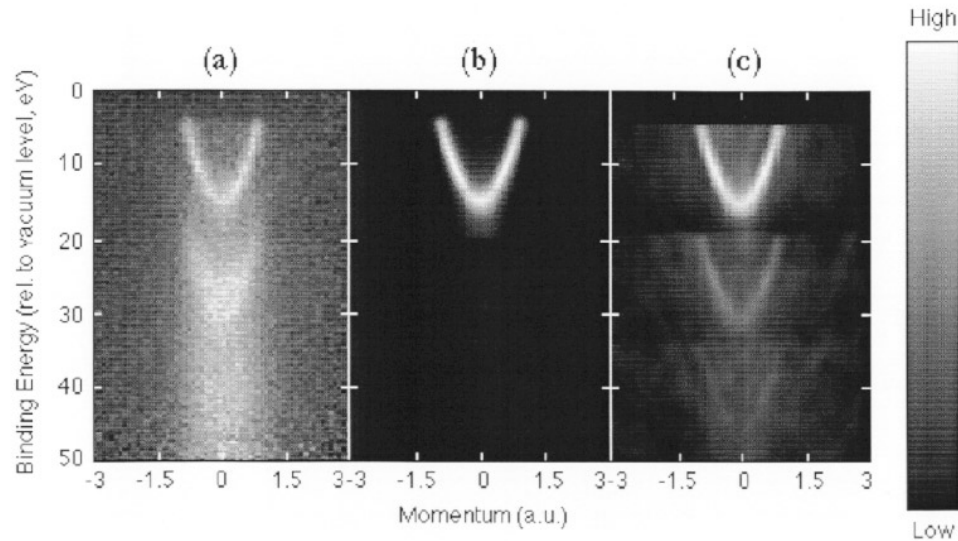 High
(a) (b) (c)
Binding Energy (rel. to vacuum level, eV)
0
10
20
30
40
50
-3 -1.5 0 1.5 3-3 -1.5 0 1.5 3-3 -1.5 0 1.5 3
Momentum (a.u.)
Low